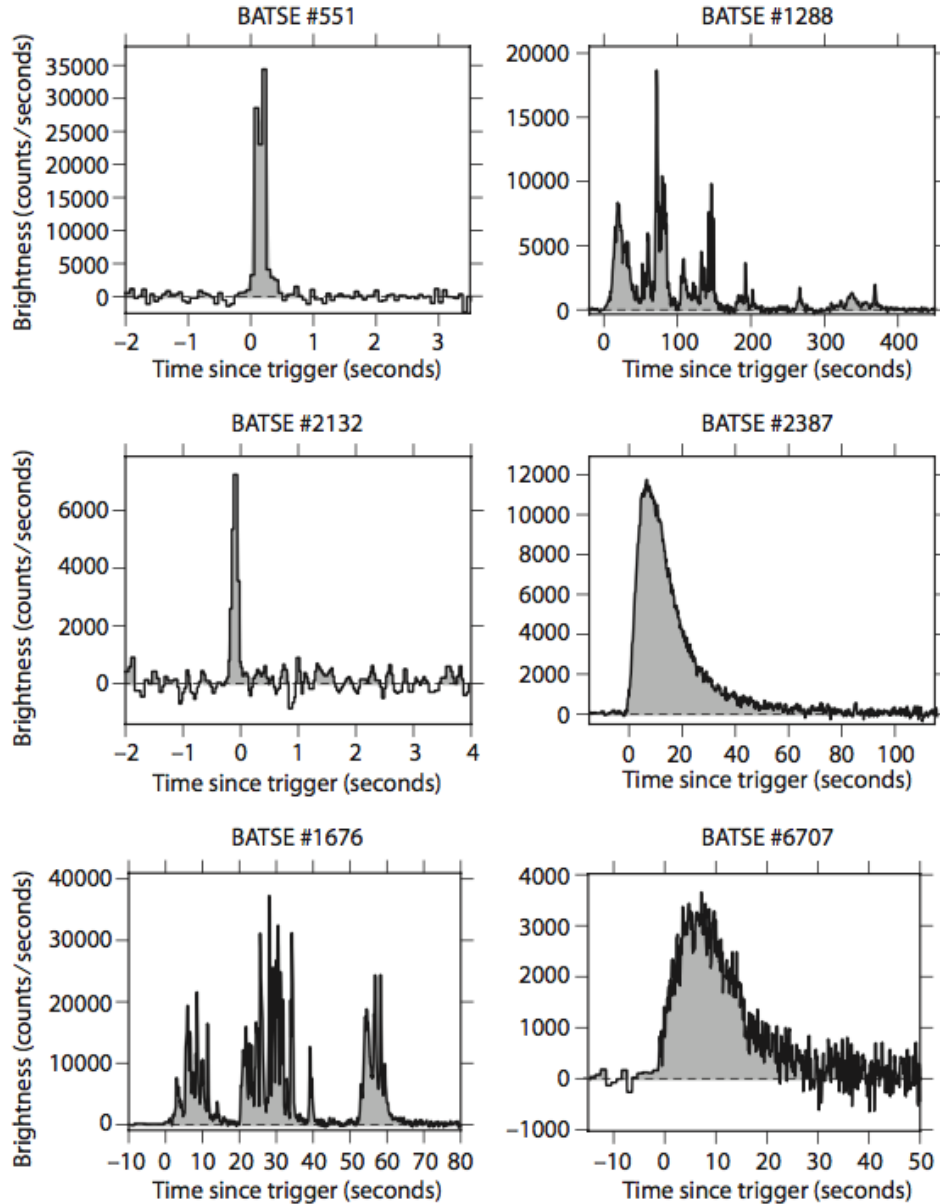 BATSE #551
Brightness (counts/seconds)
35000
30000
25000
20000
15000
10000
5000
0
−2 −1 0 1 2 3
Time since trigger (seconds)
BATSE #1288
20000
15000
10000
5000
0
0 100 200 300 400
Time since trigger (seconds)
BATSE #2132
Brightness (counts/seconds)
6000
4000
2000
0
−2 −1 0 1 2 3 4
Time since trigger (seconds)
BATSE #2387
12000
10000
8000
6000
4000
2000
0
0 20 40 60 80 100
Time since trigger (seconds)
BATSE #1676
Brightness (counts/seconds)
40000
30000
20000
10000
0
−10 0 10 20 30 40 50 60 70 80
Time since trigger (seconds)
BATSE #6707
4000
3000
2000
1000
0
−1000
−10 0 10 20 30 40 50
Time since trigger (seconds)